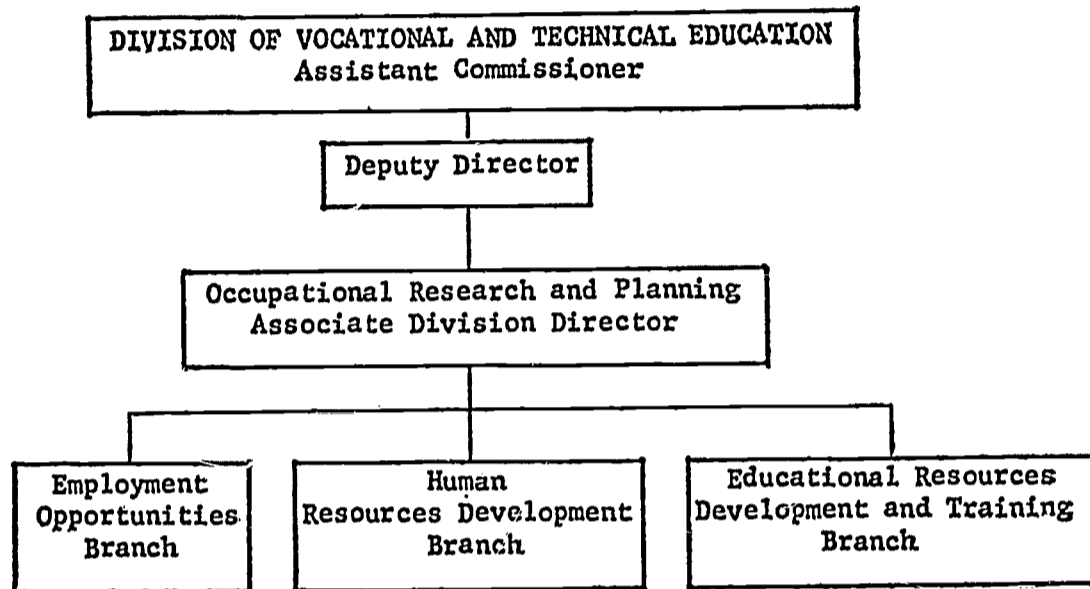 DIVISION OF VOCATIONAL AND TECHNICAL EDUCATION
Assistant Commissioner
Deputy Director
Occupational Research and Planning
Associate Division Director
Employment
Opportunities
Branch
Human
Resources Development
Branch
Educational Resources
Development and Training
Branch